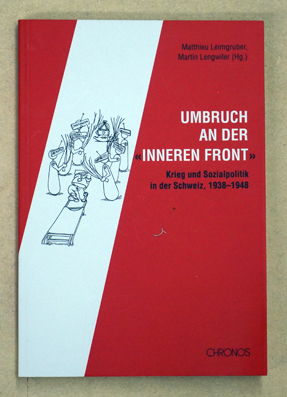 Matthieu Leimgruber,
Martin Lengwiler (Hg.)
UMBRUCH
AN DER
«INNEREN FRONT»
Krieg und Sozialpolitik
in der Schweiz, 1938–1948
CHRONOS